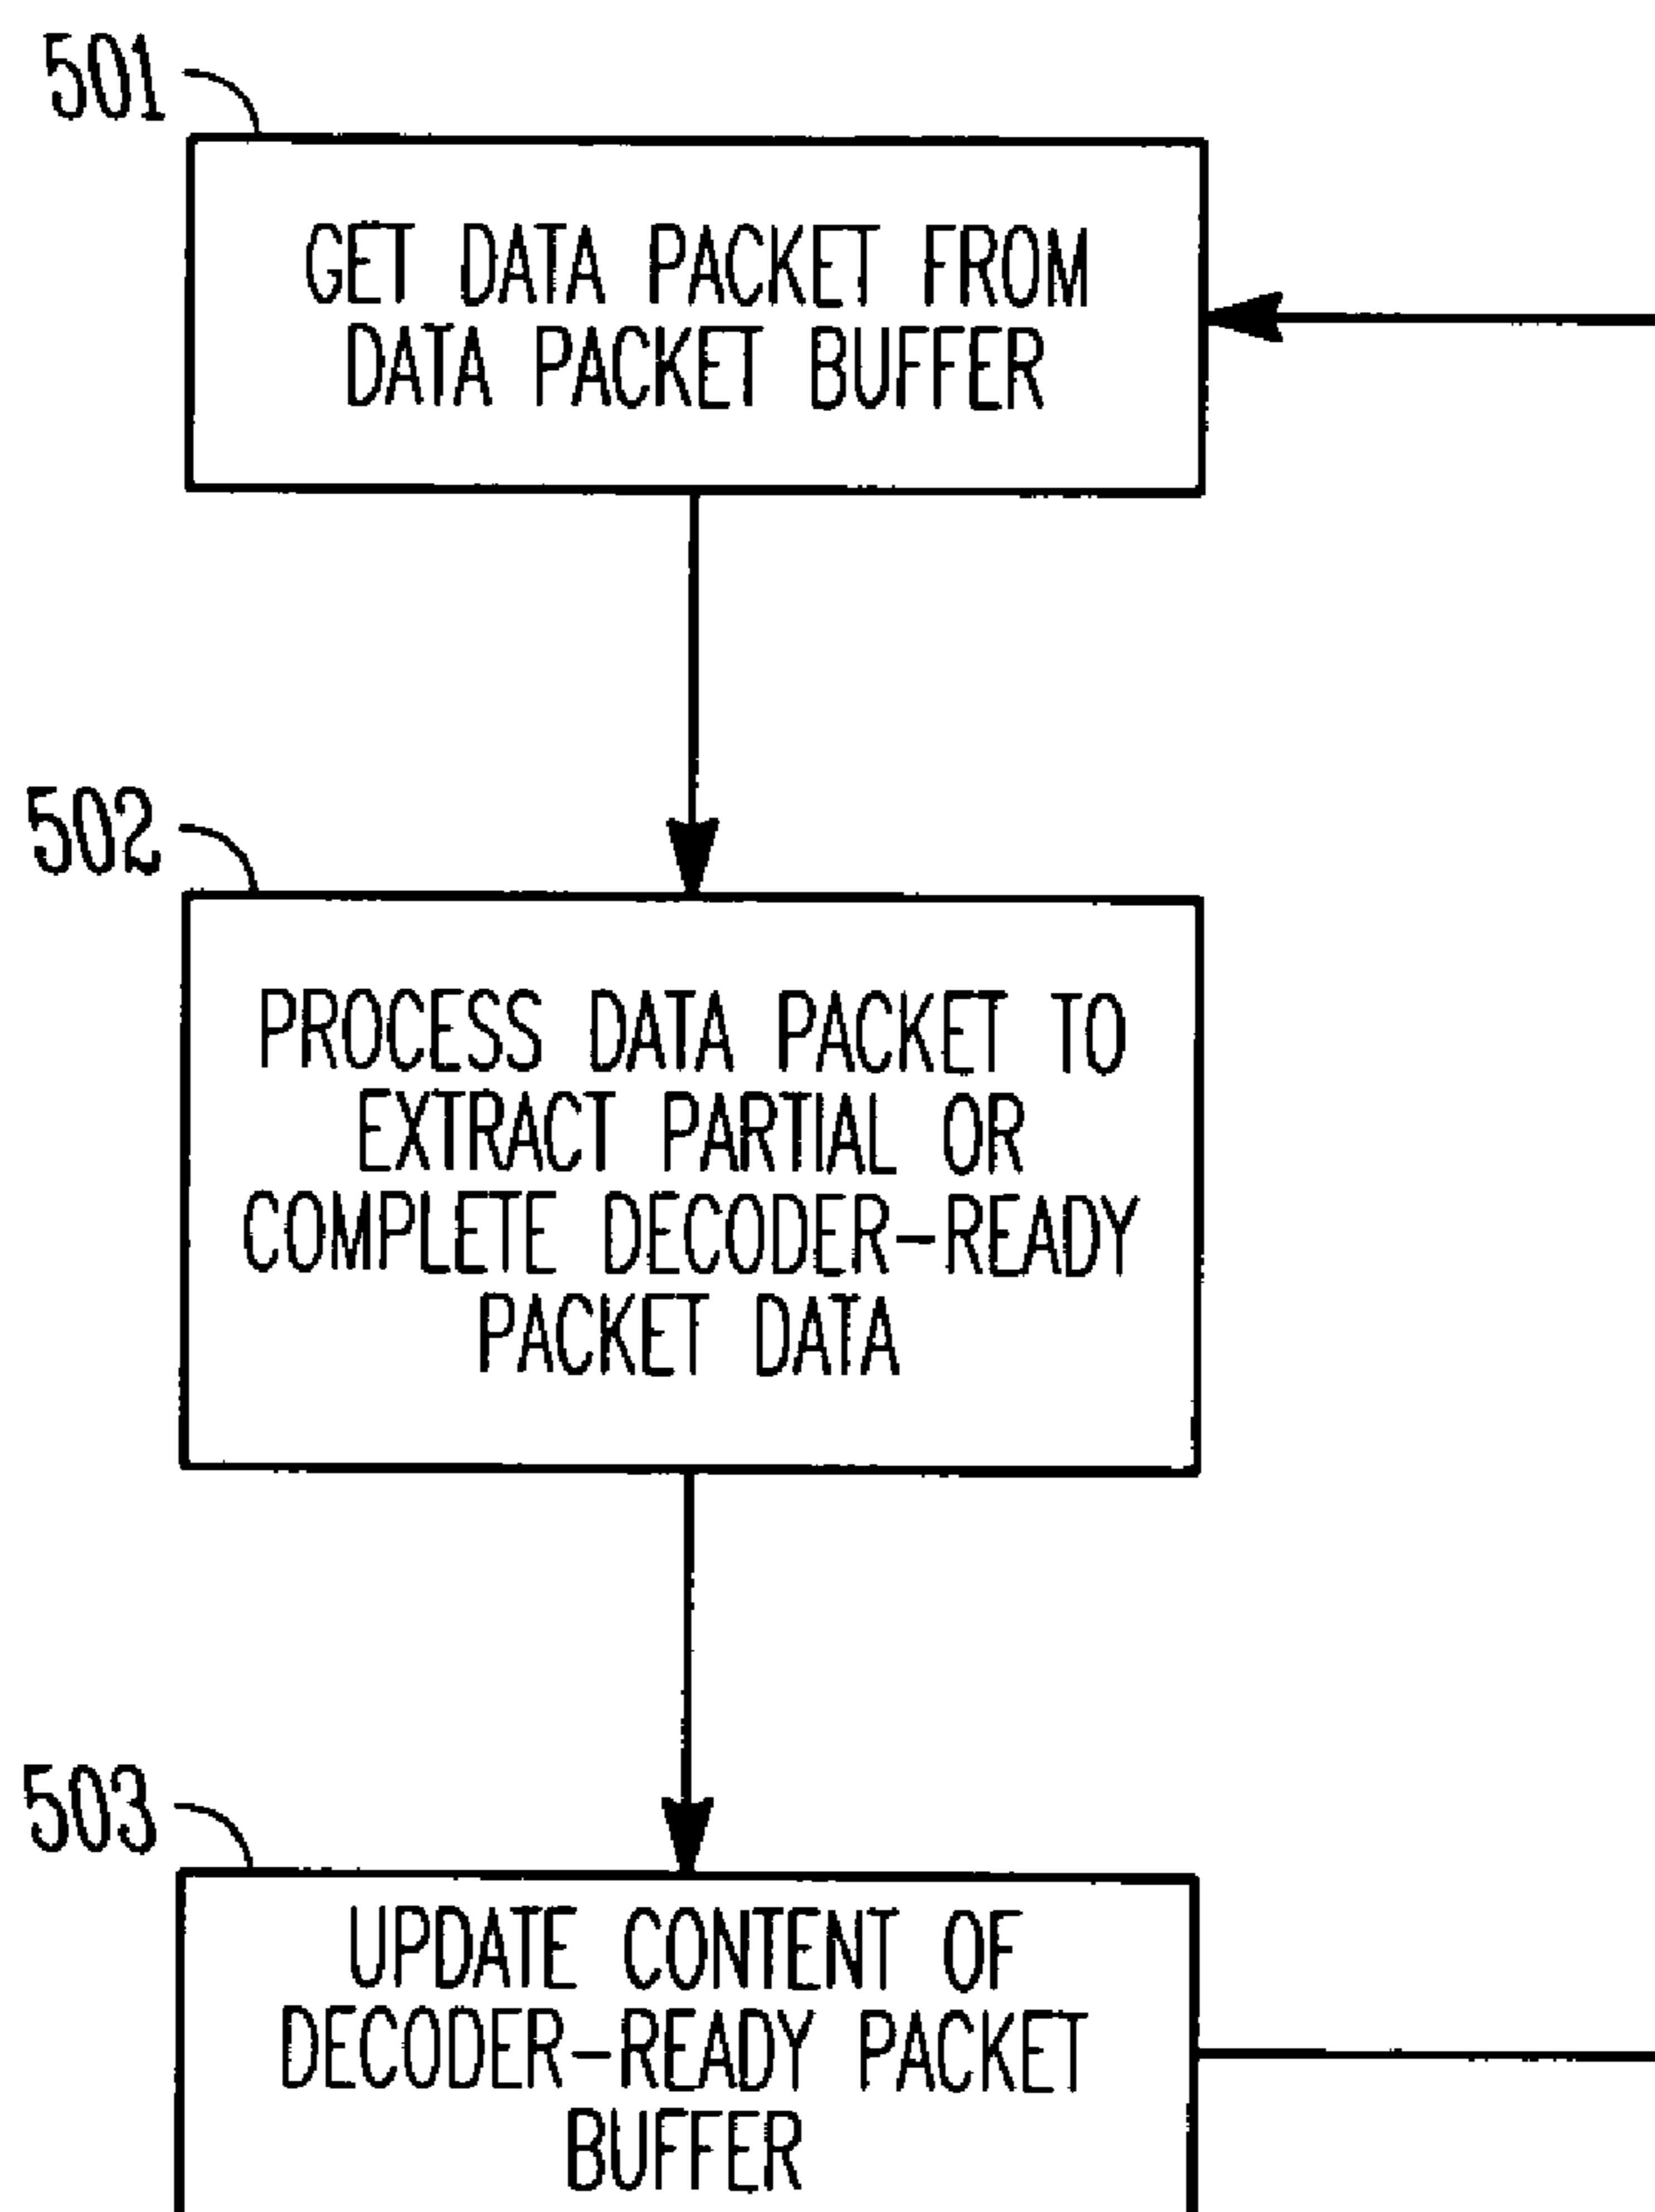 501
GET DATA PACKET FROM
DATA PACKET BUFFER
502
PROCESS DATA PACKET TO
EXTRACT PARTIAL OR
COMPLETE DECODER-READY
PACKET DATA
503
UPDATE CONTENT OF
DECODER-READY PACKET
BUFFER